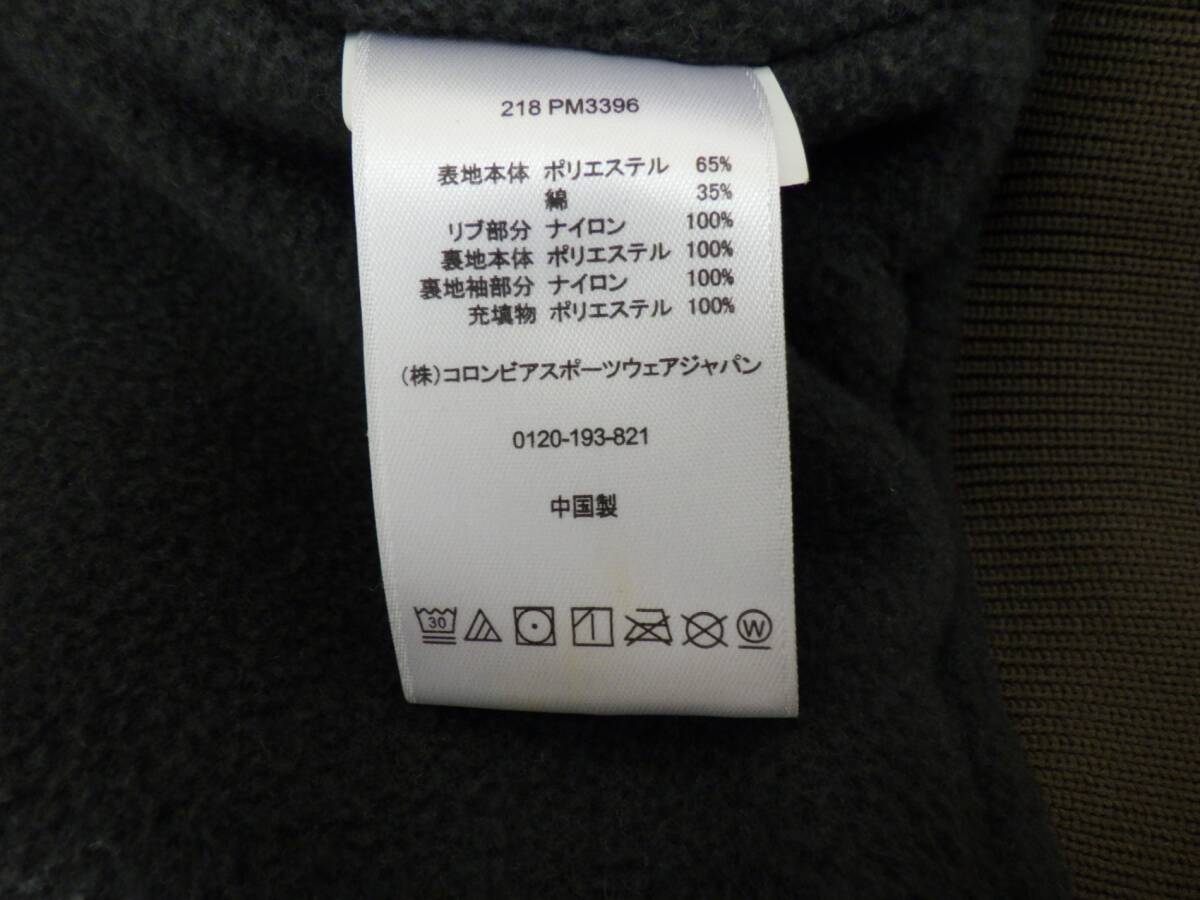 218 PM3396
表地本体 ポリエステル 65%
綿 35%
リブ部分 ナイロン 100%
裏地本体 ポリエステル 100%
裏地袖部分 ナイロン 100%
充填物 ポリエステル 100%
(株)コロンビアスポーツウェアジャパン
0120-193-821
中国製
30 W